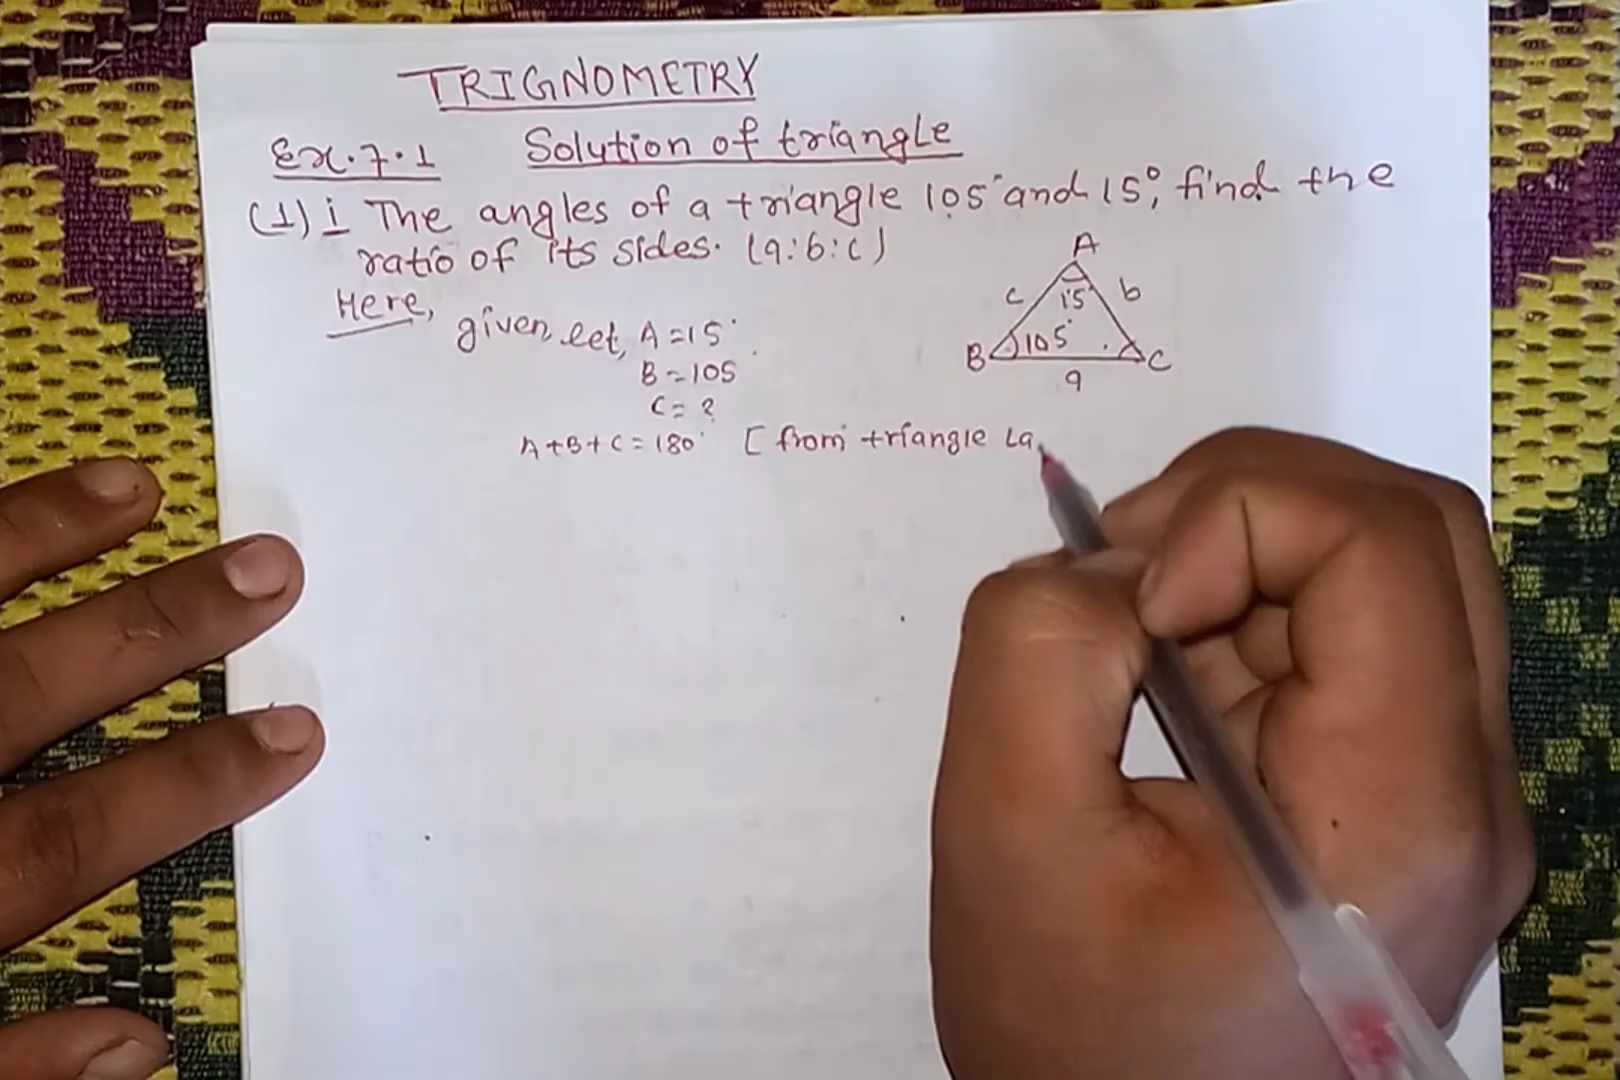 TRIGNOMETRY
Ex.7.1 Solution of triangle
(1) i The angles of a triangle 105° and 15°, find the
ratio of its sides. (a:b:c)
Here,
given, let, A = 15°
B = 105
C = ?
A + B + C = 180° [ from triangle La
A
c 15° b
B 105° C
a